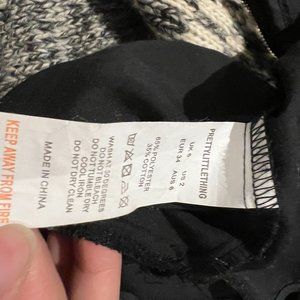 PRETTYLITTLETHING
UK 6 US 2
EUR 34 AUS 6
65% POLYESTER
35% COTTON
WASH AT 30 DEGREES
DO NOT BLEACH
COOL IRON
DO NOT TUMBLE DRY
DO NOT DRY CLEAN
MADE IN CHINA
KEEP AWAY FROM FIRE